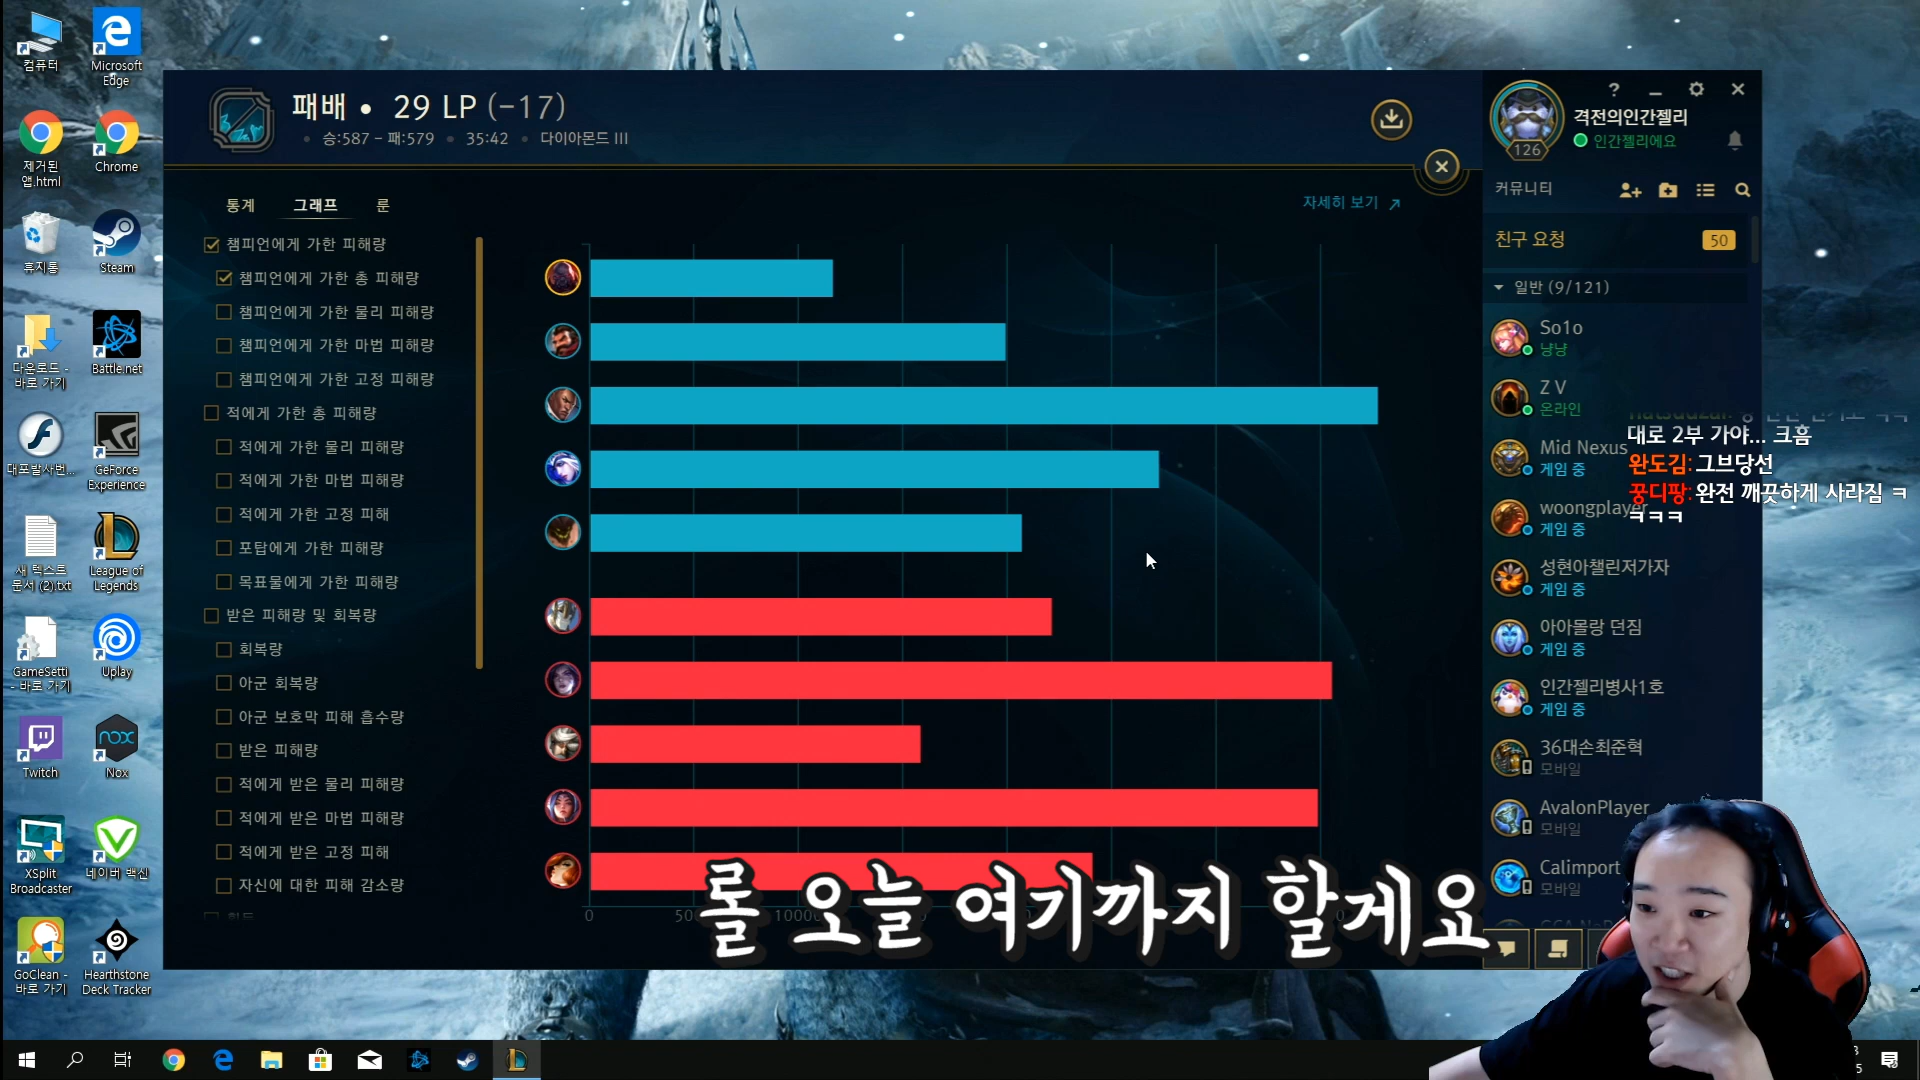 컴퓨터
Microsoft
Edge
제거된
앱.html
Chrome
휴지통
Steam
다운로드 -
바로 가기
Battle.net
대포발사번...
GeForce
Experience
새 텍스트
문서 (2).txt
League of
Legends
GameSetti
- 바로 가기
Uplay
Twitch
Nox
XSplit
Broadcaster
네이버 백신
GoClean -
바로 가기
Hearthstone
Deck Tracker
패배 • 29 LP (-17)
• 승:587 - 패:579 • 35:42 • 다이아몬드 III
통계 그래프 룬
자세히 보기
챔피언에게 가한 피해량
챔피언에게 가한 총 피해량
챔피언에게 가한 물리 피해량
챔피언에게 가한 마법 피해량
챔피언에게 가한 고정 피해량
적에게 가한 총 피해량
적에게 가한 물리 피해량
적에게 가한 마법 피해량
적에게 가한 고정 피해
포탑에게 가한 피해량
목표물에게 가한 피해량
받은 피해량 및 회복량
회복량
아군 회복량
아군 보호막 피해 흡수량
받은 피해량
적에게 받은 물리 피해량
적에게 받은 마법 피해량
적에게 받은 고정 피해
자신에 대한 피해 감소량
0
롤 오늘 여기까지 할게요
126
격전의인간젤리
인간젤리에요
커뮤니티
친구 요청 50
일반 (9/121)
So1o
냥냥
Z V
온라인
Mid Nexus
게임 중
woongplayer
게임 중
성현아챌린저가자
게임 중
아아몰랑 던짐
게임 중
인간젤리병사1호
게임 중
36대손최준혁
모바일
AvalonPlayer
모바일
Calimport
모바일
대로 2부 가야... 크흠
완도김: 그브당선
꿍디팡: 완전 깨끗하게 사라짐 ㅋ
ㅋㅋㅋ